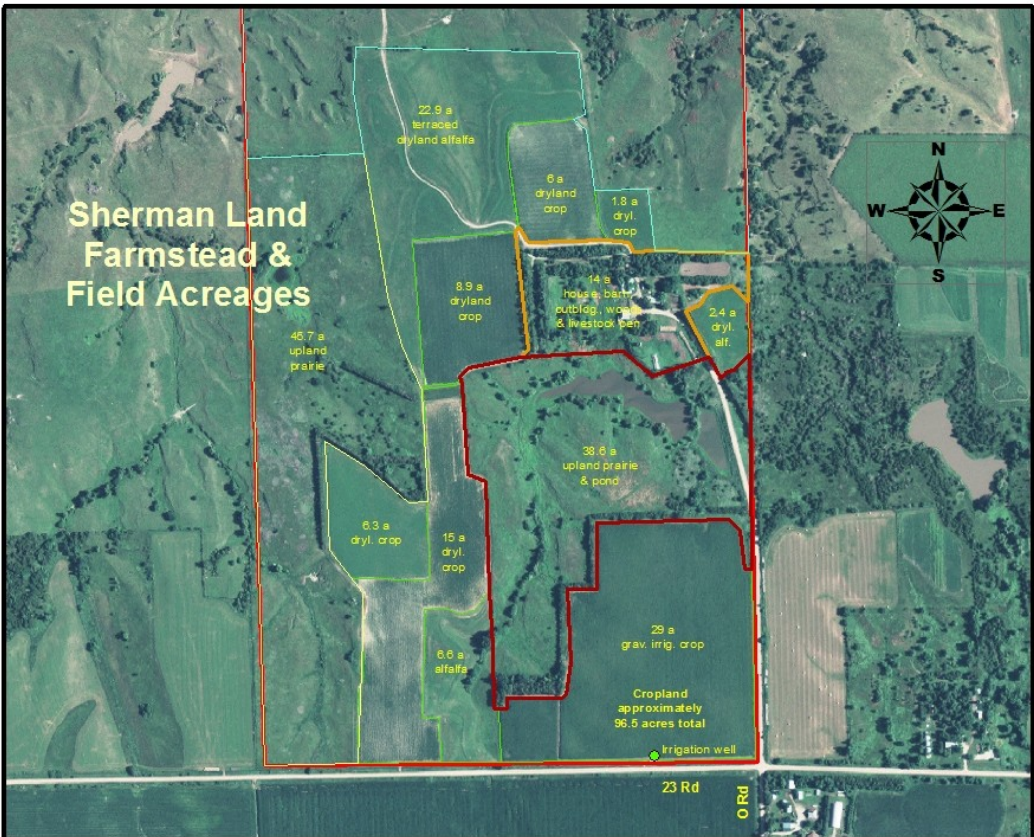 22.9 a
terraced
dryland alfalfa
N
W
E
S
6 a
dryland
crop
1.8 a
dryl.
crop
Sherman Land
Farmstead &
Field Acreages
8.9 a
dryland
crop
14 a
house, barn,
outbldg., woods
& livestock pen
2.4 a
dryl.
alf.
46.7 a
upland
prairie
38.6 a
upland prairie
& pond
6.3 a
dryl. crop
15 a
dryl.
crop
29 a
grav. irrig. crop
6.6 a
alfalfa
Cropland
approximately
96.5 acres total
Irrigation well
23 Rd
O Rd